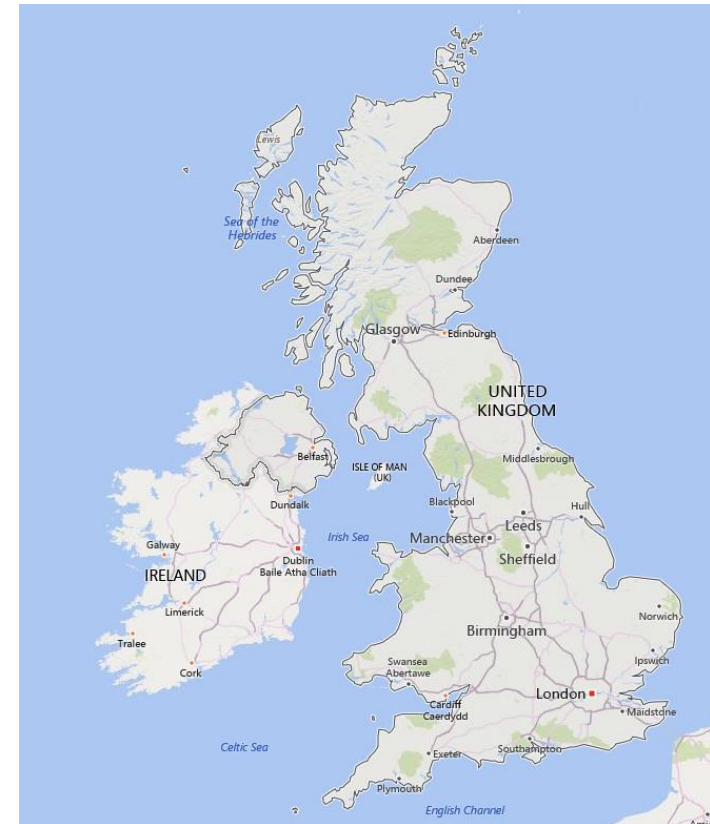 Lewis
Sea of the
Hebrides
Aberdeen
Dundee
Glasgow
Edinburgh
UNITED
KINGDOM
Belfast
ISLE OF MAN
(UK)
Middlesbrough
Dundalk
Blackpool
Hull
Leeds
Irish Sea
Manchester
Galway
Sheffield
Dublin
Baile Atha Cliath
IRELAND
Limerick
Norwich
Birmingham
Tralee
Ipswich
Swansea
Abertawe
Cork
London
Cardiff
Caerdydd
Maidstone
Celtic Sea
Southampton
Exeter
Plymouth
English Channel